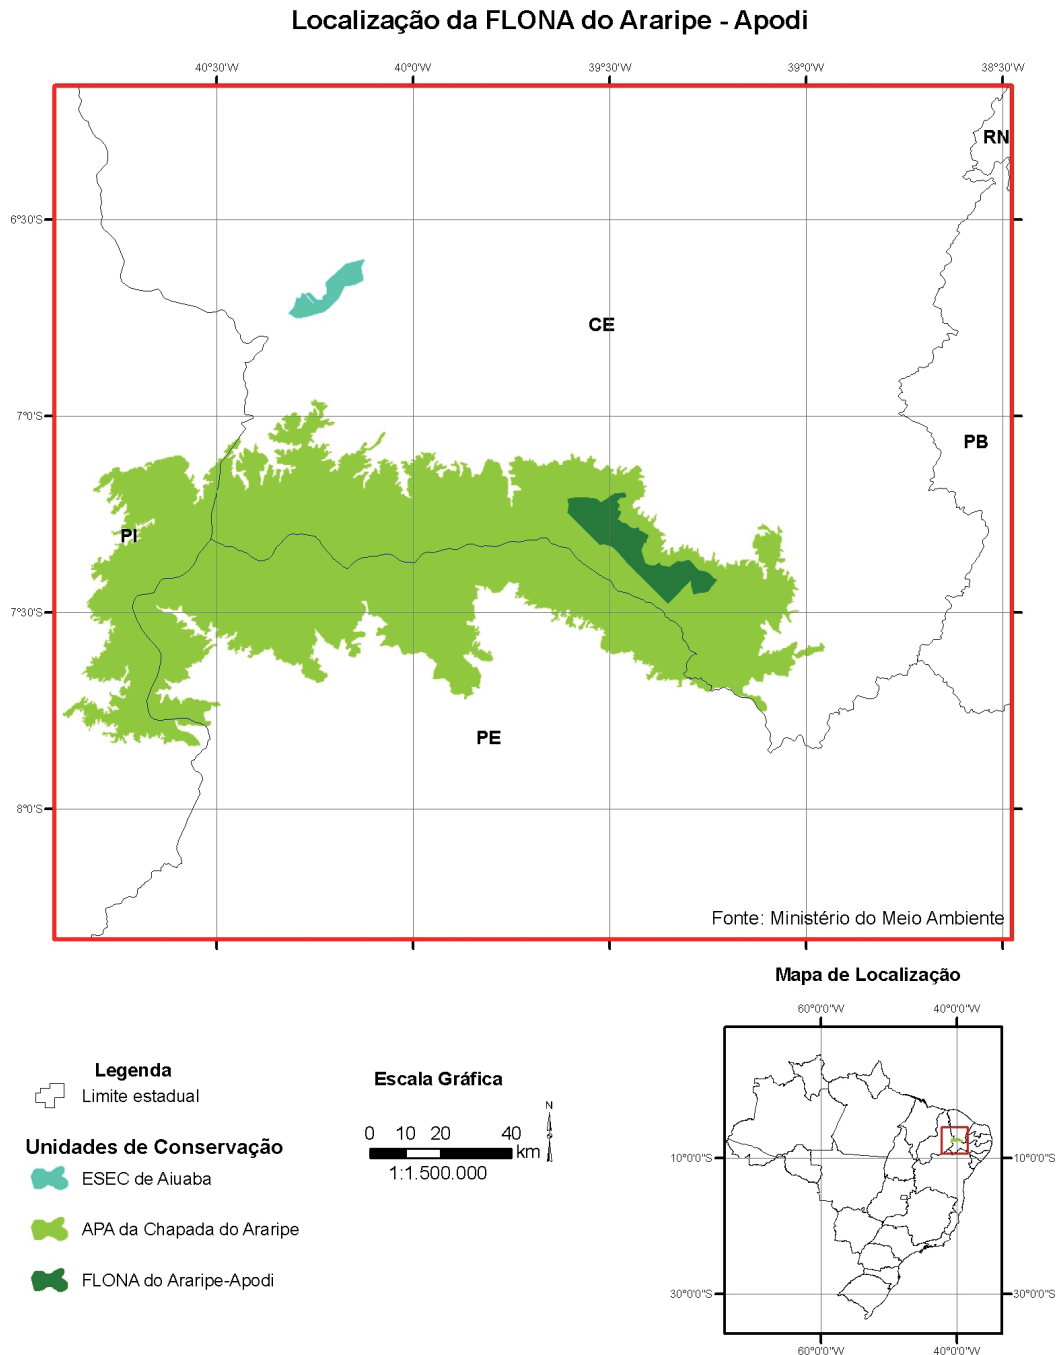 Localização da FLONA do Araripe - Apodi
40°30'W 40°0'W 39°30'W 39°0'W 38°30'W
RN
6°30'S
CE
7°0'S
PB
PI
7°30'S
PE
8°0'S
Fonte: Ministério do Meio Ambiente
Mapa de Localização
60°0'0"W 40°0'0"W
10°0'0"S 10°0'0"S
30°0'0"S 30°0'0"S
60°0'0"W 40°0'0"W
Legenda
Limite estadual
Unidades de Conservação
ESEC de Aiuaba
APA da Chapada do Araripe
FLONA do Araripe-Apodi
Escala Gráfica
0 10 20 40 km
1:1.500.000
N